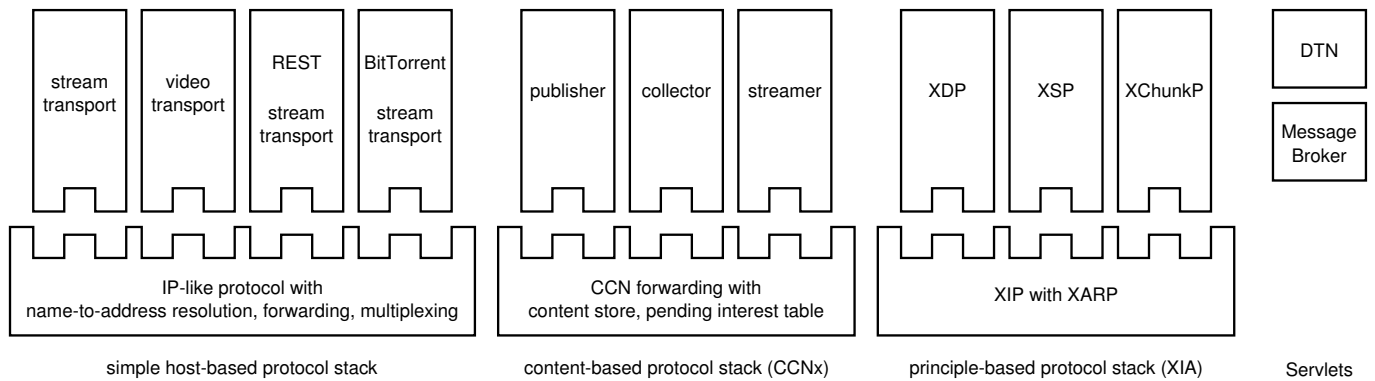 stream
transport
video
transport
REST
stream
transport
BitTorrent
stream
transport
IP-like protocol with
name-to-address resolution, forwarding, multiplexing
simple host-based protocol stack
publisher
collector
streamer
CCN forwarding with
content store, pending interest table
content-based protocol stack (CCNx)
XDP
XSP
XChunkP
XIP with XARP
principle-based protocol stack (XIA)
DTN
Message
Broker
Servlets